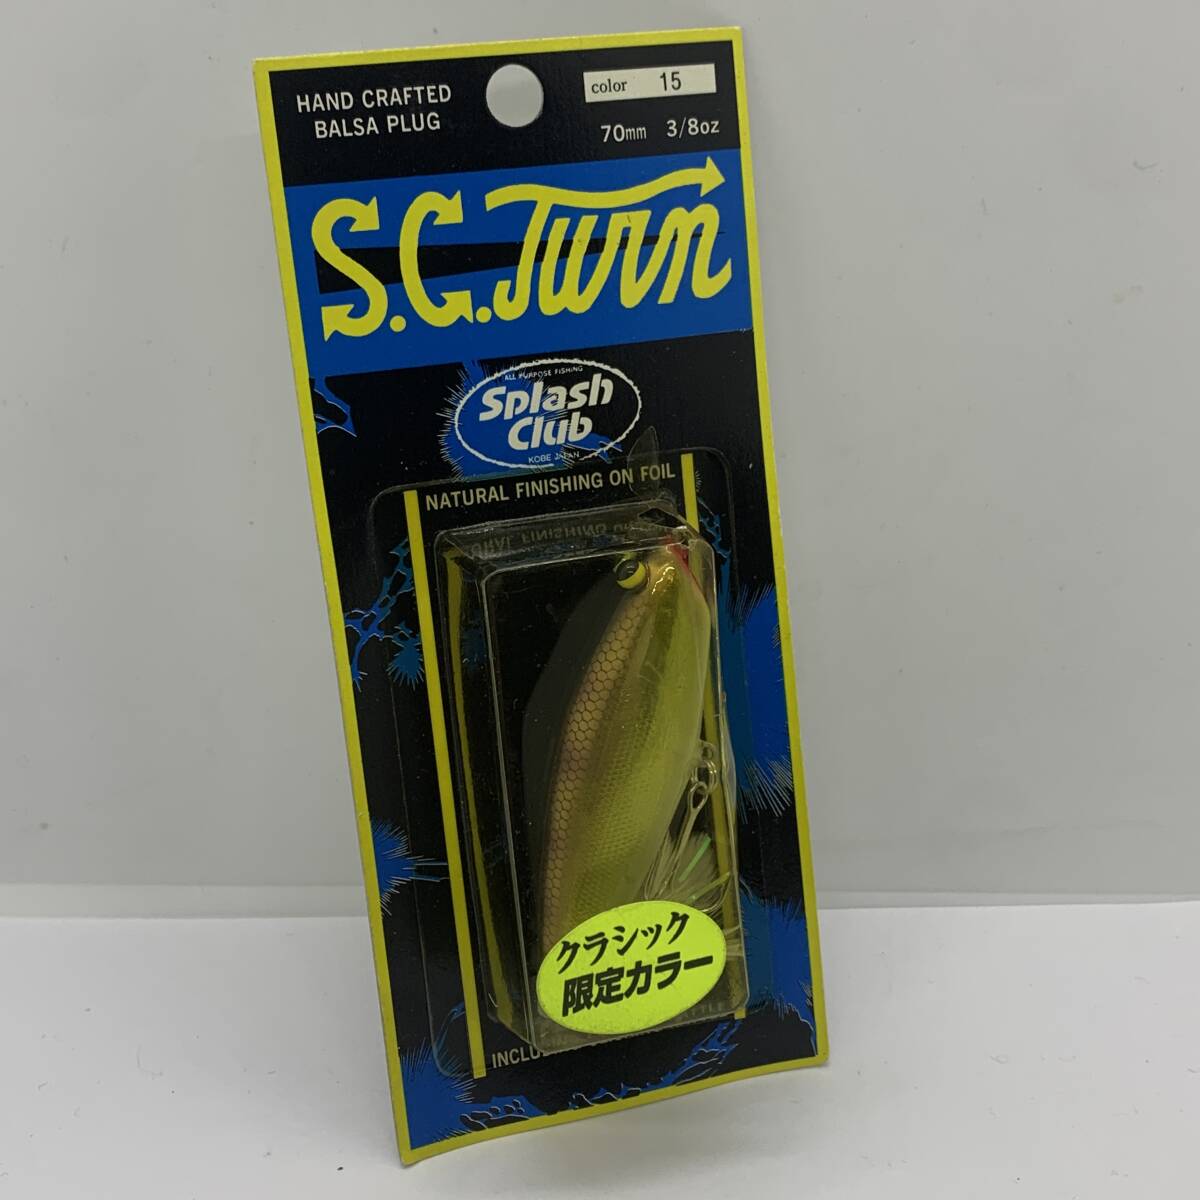 HAND CRAFTED
BALSA PLUG
color 15
70mm 3/8oz
S.C.Turn
ALL PURPOSE FISHING
Splash
Club
KOBE JAPAN
NATURAL FINISHING ON FOIL
クラシック
限定カラー